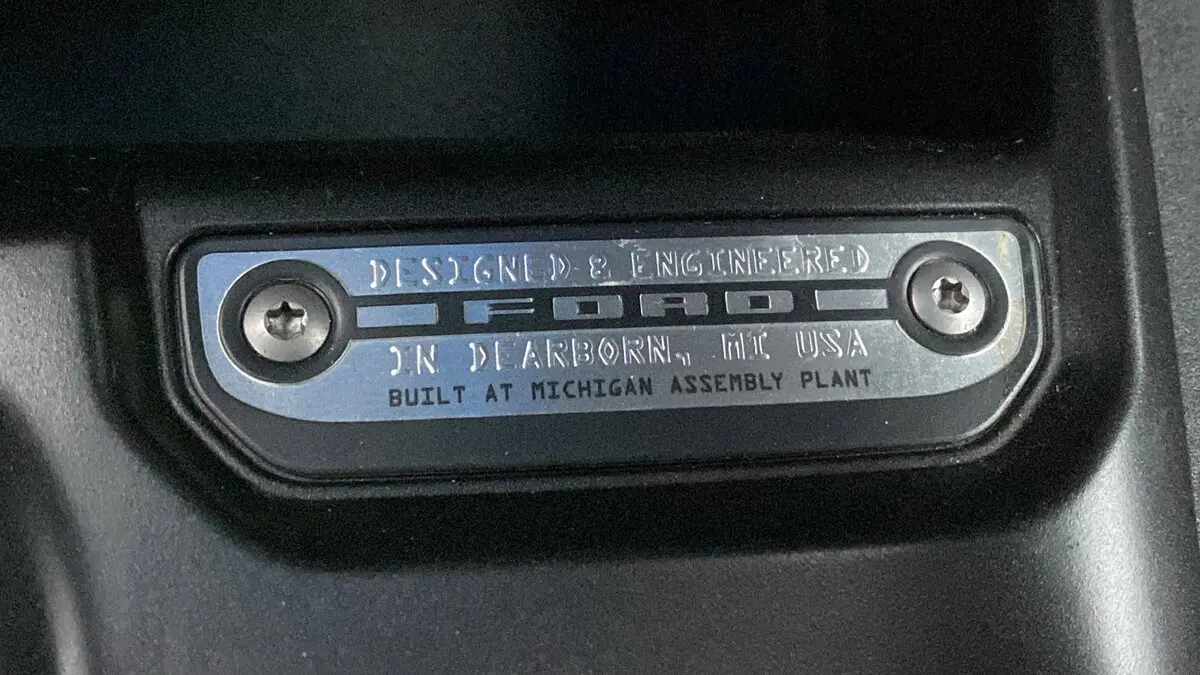 DESIGNED & ENGINEERED
FORD
IN DEARBORN, MI USA
BUILT AT MICHIGAN ASSEMBLY PLANT